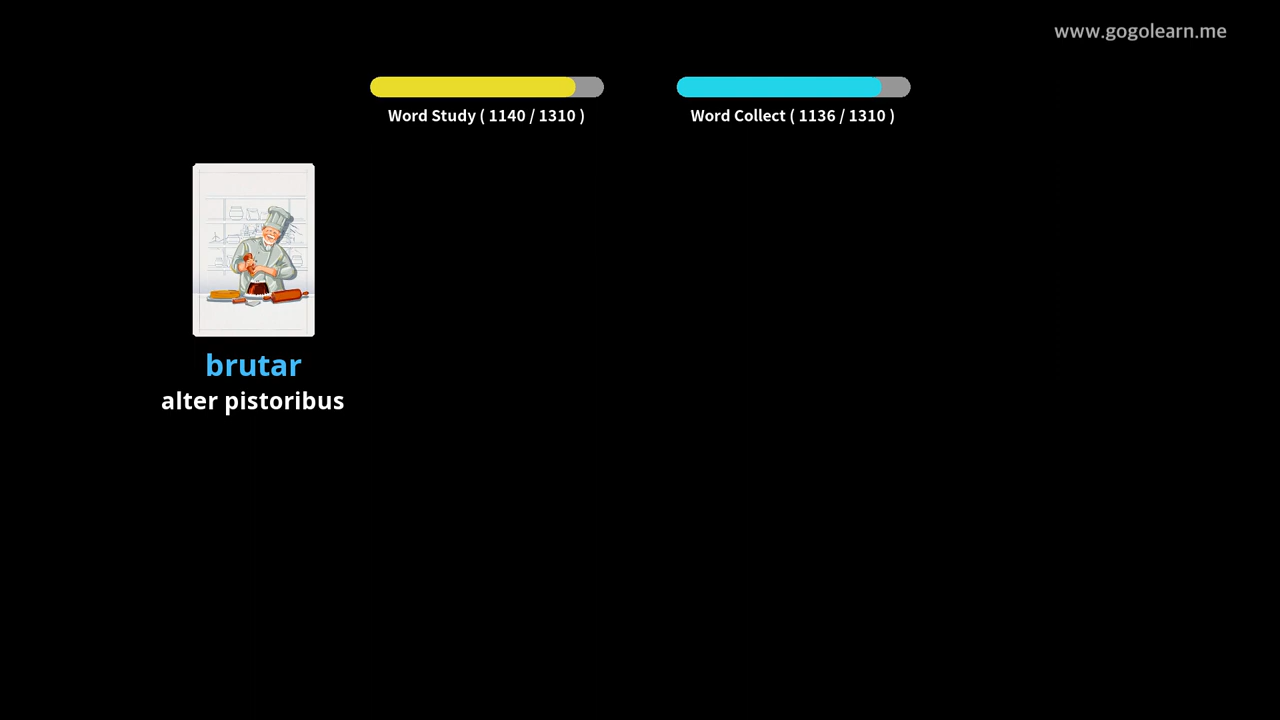 www.gogolearn.me
Word Study ( 1140 / 1310 )
Word Collect ( 1136 / 1310 )
brutar
alter pistoribus